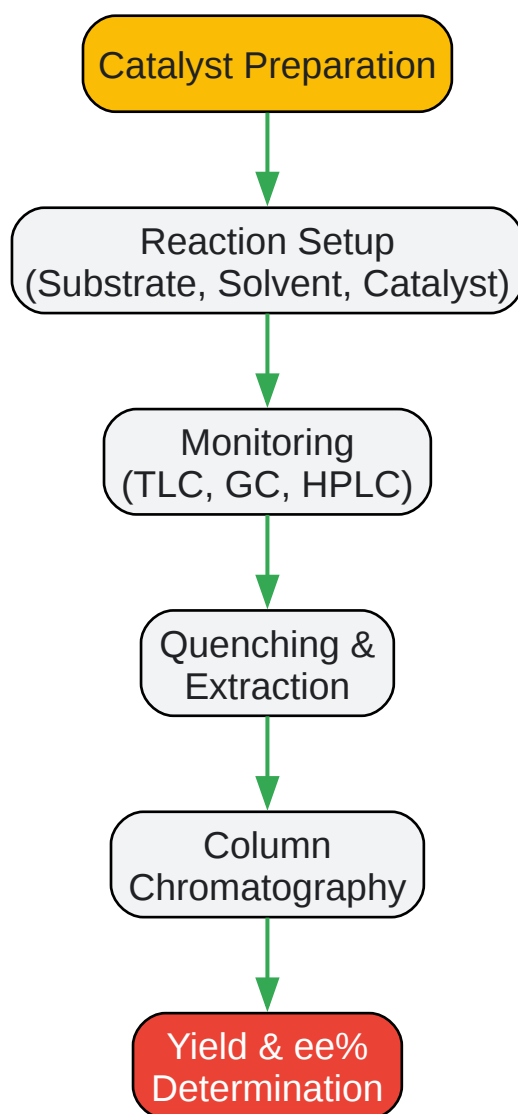 Catalyst Preparation
Reaction Setup
(Substrate, Solvent, Catalyst)
Monitoring
(TLC, GC, HPLC)
Quenching &
Extraction
Column
Chromatography
Yield & ee%
Determination